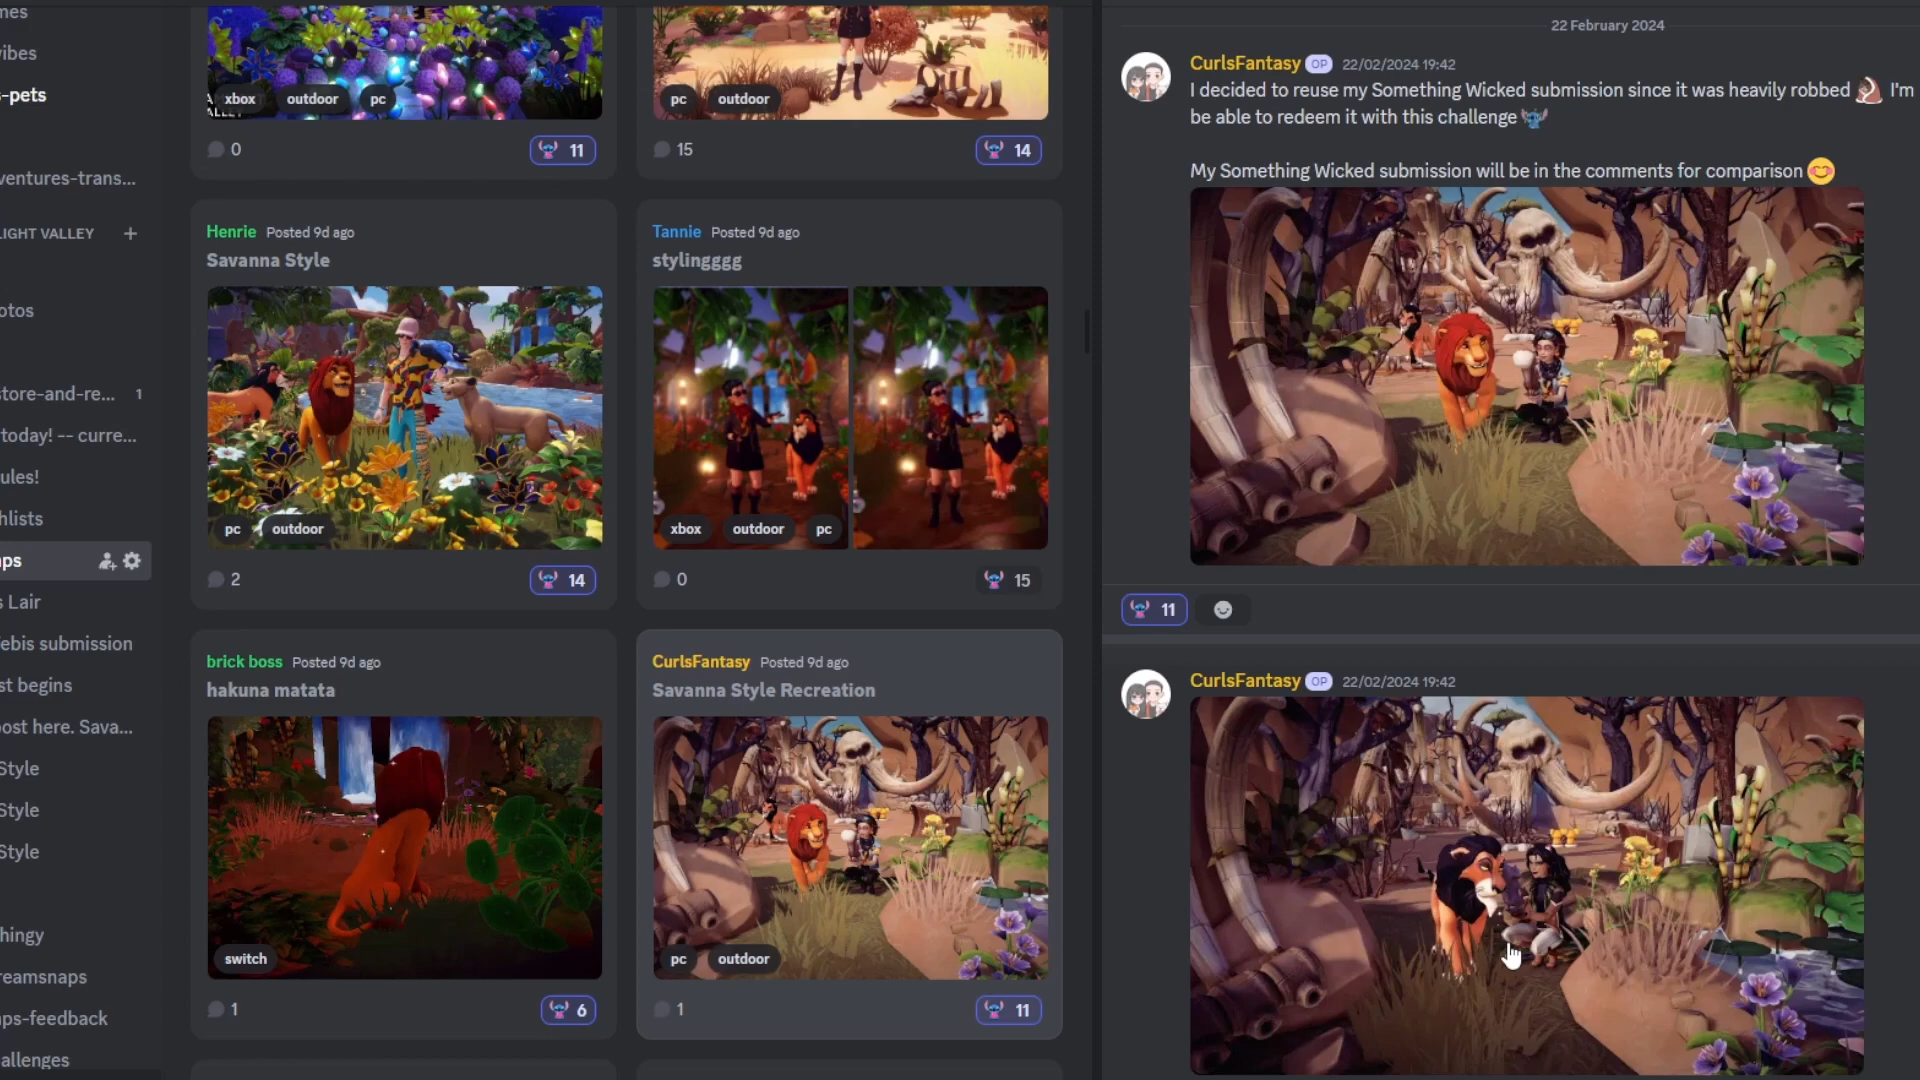 mes
vibes
s-pets
ventures-trans...
LIGHT VALLEY +
otos
tore-and-re... 1
today! -- curre...
ules!
hlists
ps
s Lair
ebis submission
st begins
post here. Sava...
Style
Style
Style
hingy
reamsnaps
ps-feedback
allenges
xbox outdoor pc
0 11
pc outdoor
15 14
Henrie Posted 9d ago
Savanna Style
pc outdoor
2 14
Tannie Posted 9d ago
stylingggg
xbox outdoor pc
0 15
brick boss Posted 9d ago
hakuna matata
switch
1 6
CurlsFantasy Posted 9d ago
Savanna Style Recreation
pc outdoor
1 11
22 February 2024
CurlsFantasy OP 22/02/2024 19:42
I decided to reuse my Something Wicked submission since it was heavily robbed I'm
be able to redeem it with this challenge
My Something Wicked submission will be in the comments for comparison 😊
11
CurlsFantasy OP 22/02/2024 19:42